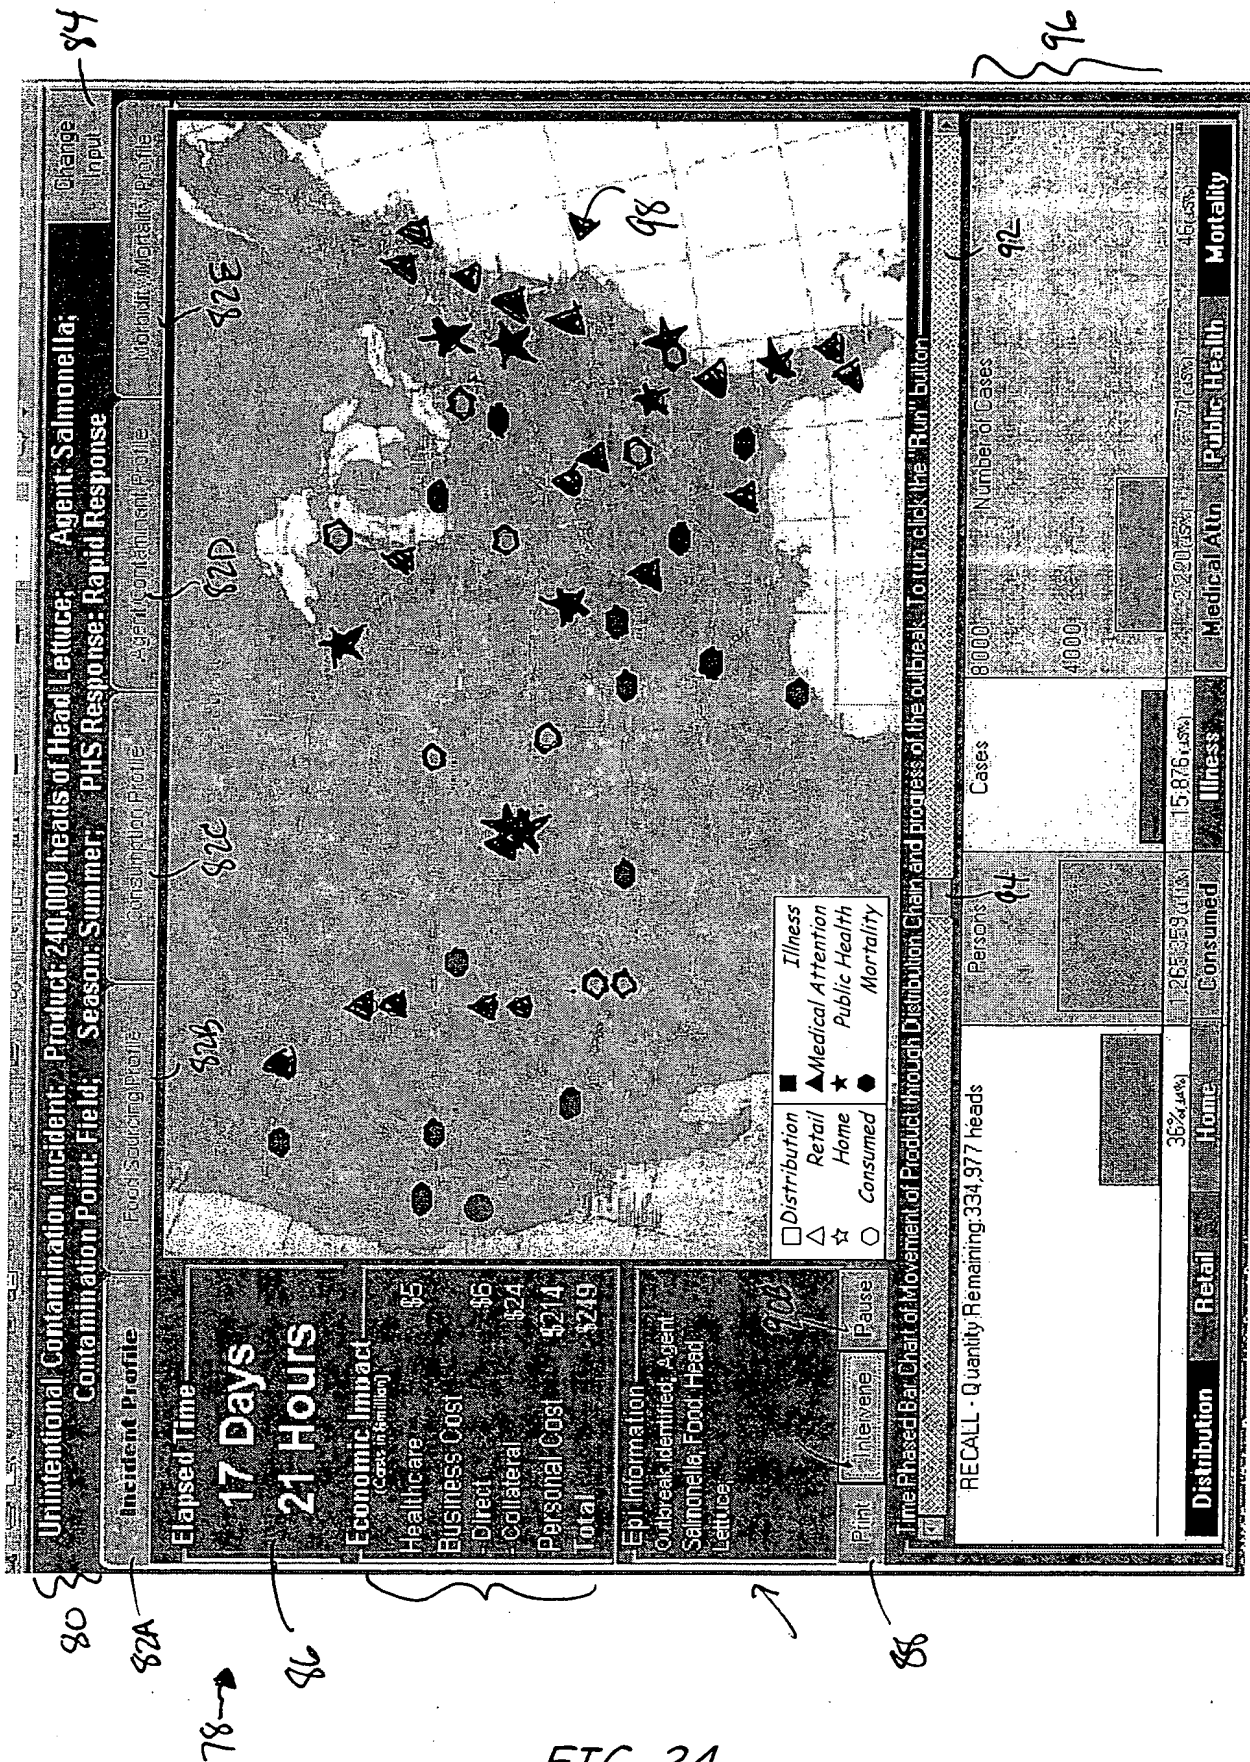 Unintentional Contamination Incident: Product: 240,000 heads of Head Lettuce; Agent: Salmonella;
Contamination Point: Field; Season: Summer; PHS Response: Rapid Response
Change
Input
Incident Profile
Food Sourcing Profile
Consumption Profile
Agent Containment Profile
Morbidity Mortality Profile
Elapsed Time
17 Days
21 Hours
Economic Impact
(Costs in $million)
Healthcare $5
Business Cost
-Direct $6
-Collateral $24
Personal Cost $214
Total $249
Epi Information
Outbreak identified; Agent
Salmonella Food Head
Lettuce
Print
Intervene
Pause
□ Distribution
△ Retail
☆ Home
○ Consumed
■ Illness
▲ Medical Attention
★ Public Health
● Mortality
Time Phased Bar Chart of Movement of Product through Distribution Chain and progress of the outbreak. To run, click the "Run" button
RECALL - Quantity Remaining:334,977 heads
Persons
Cases
8000
4000
Number of Cases
36%
15,876
Distribution
Retail
Home
Consumed
Illness
Medical Attn
Public Health
Mortality
78
80
82A
82b
82C
82D
82E
84
86
88
90b
92
94
96
98
FIG. 24